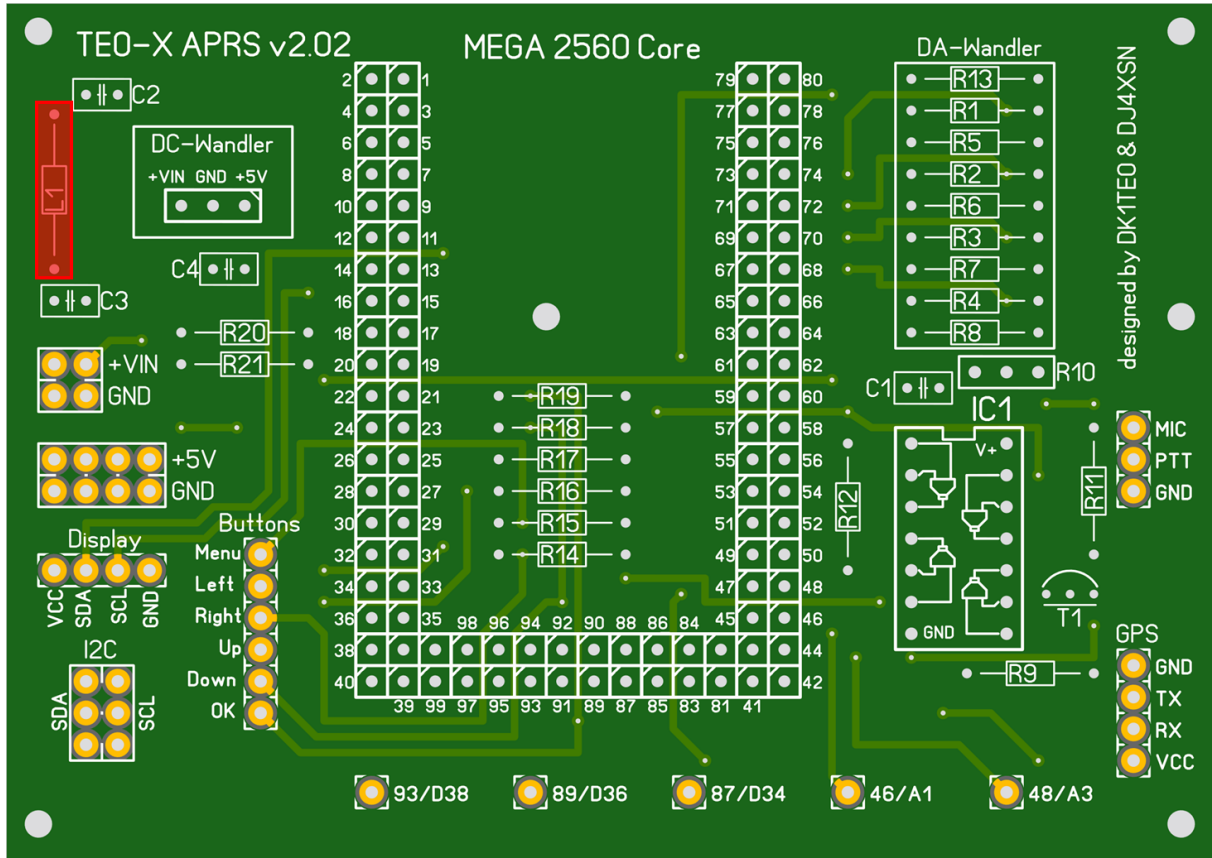 TE0-X APRS v2.02
MEGA 2560 Core
DA-Wandler
C2
L1
DC-Wandler
+VIN GND +5V
C4
C3
R20
R21
+VIN
GND
+5V
GND
Display
VCC
SDA
SCL
GND
I2C
SDA
SCL
Buttons
Menu
Left
Right
Up
Down
OK
2 1
4 3
6 5
8 7
10 9
12 11
14 13
16 15
18 17
20 19
22 21
24 23
26 25
28 27
30 29
32 31
34 33
36 35
38
40
98 96 94 92 90 88 86 84
39 99 97 95 93 91 89 87 85 83 81 41
R19
R18
R17
R16
R15
R14
79 80
77 78
75 76
73 74
71 72
69 70
67 68
65 66
63 64
61 62
59 60
57 58
55 56
53 54
51 52
49 50
47 48
45 46
44
42
R13
R1
R5
R2
R6
R3
R7
R4
R8
R10
C1
IC1
V+
GND
R12
R11
T1
R9
MIC
PTT
GND
GPS
GND
TX
RX
VCC
designed by DK1TE0 & DJ4XSN
93/D38
89/D36
87/D34
46/A1
48/A3